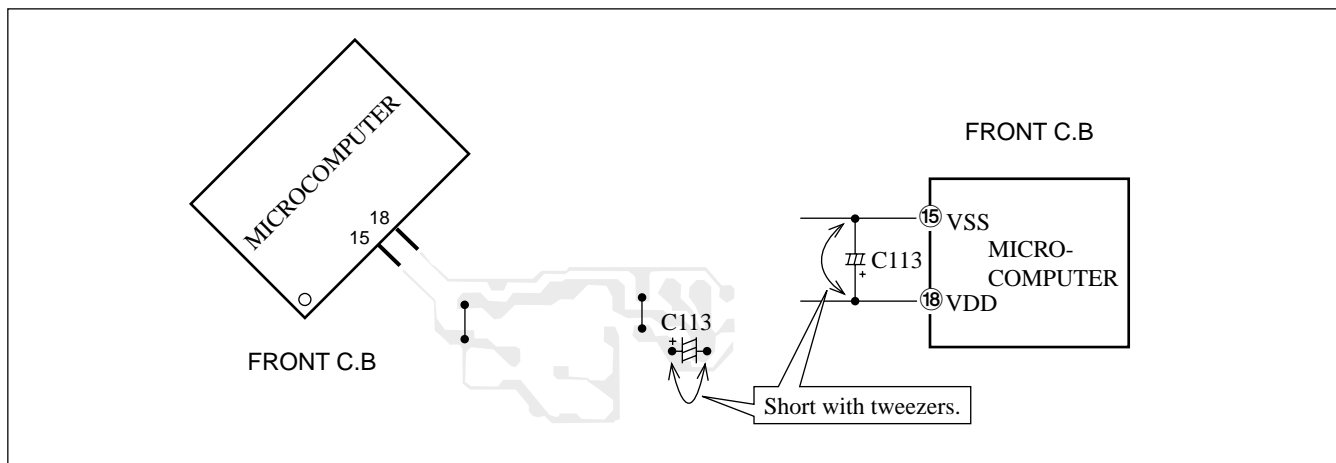 MICROCOMPUTER
18
15
FRONT C.B
C113
+
Short with tweezers.
FRONT C.B
15 VSS
C113
+
MICRO-
COMPUTER
18 VDD